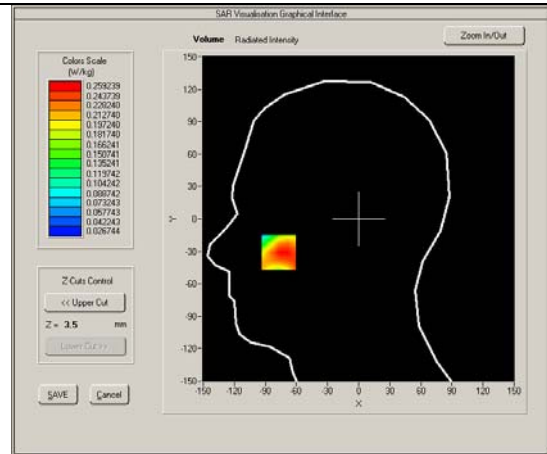 SAR Visualisation Graphical Interface
Volume Radiated Intensity
Zoom In/Out
Colors Scale
(W/kg)
0.259239
0.243739
0.228240
0.212740
0.197240
0.181740
0.166241
0.150741
0.135241
0.119742
0.104242
0.088742
0.073243
0.057743
0.042243
0.026744
Z Cuts Control
<< Upper Cut
Z = 3.5 mm
Lower Cut >>
SAVE Cancel
150
120
90
60
30
0
-30
-60
-90
-120
-150
Y
-150 -120 -90 -60 -30 0 30 60 90 120 150
X